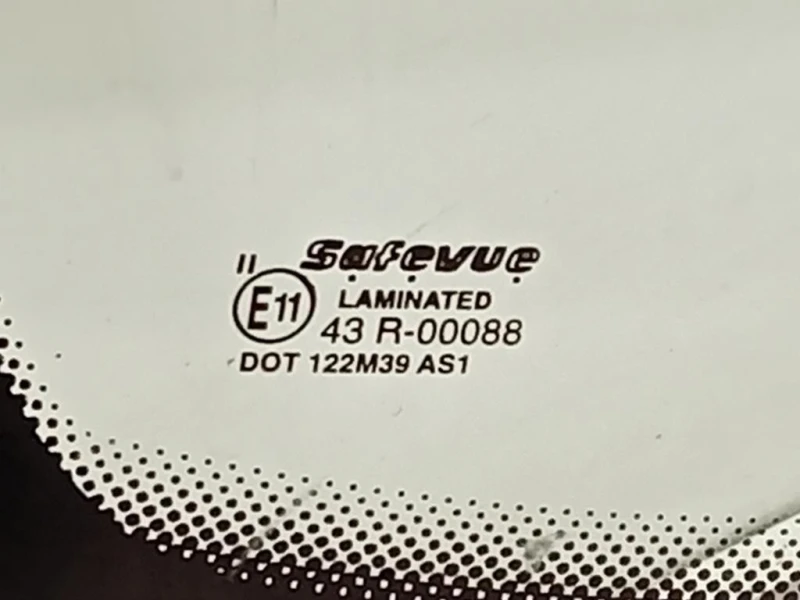 Safevue
II
LAMINATED
E11
43 R-00088
DOT 122M39 AS1